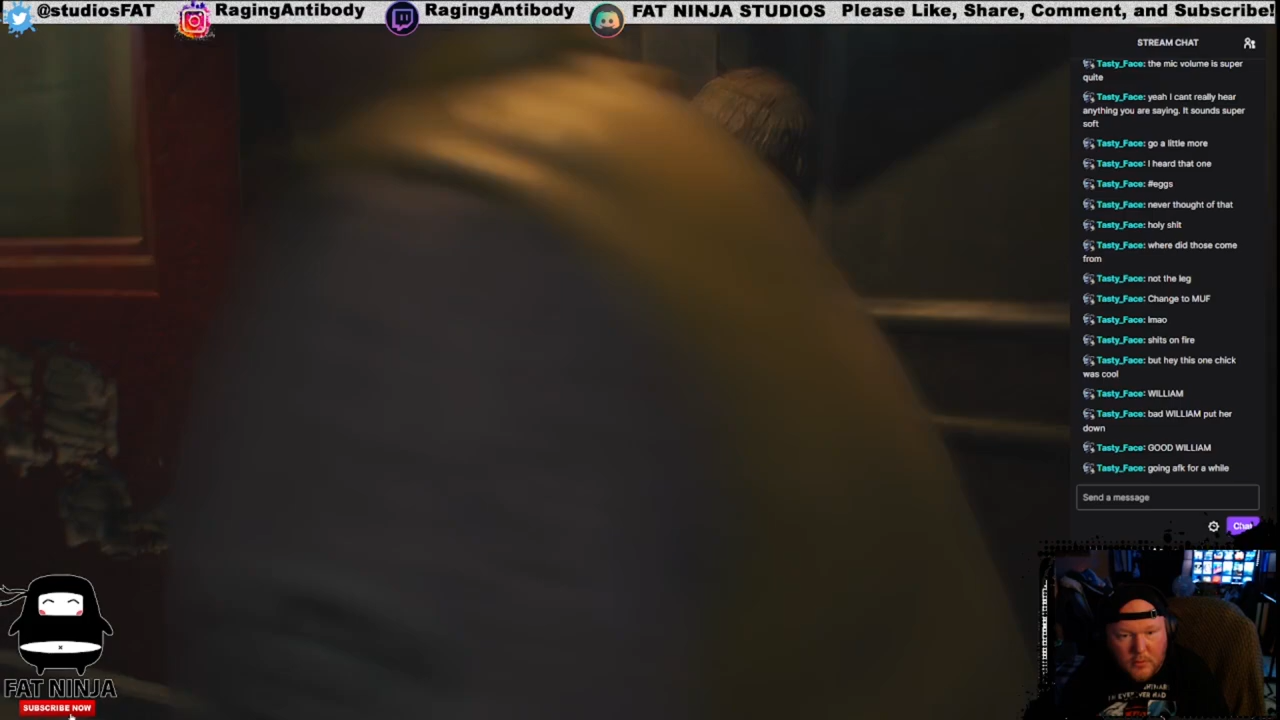 @studiosFAT
RagingAntibody
RagingAntibody
FAT NINJA STUDIOS
Please Like, Share, Comment, and Subscribe!
STREAM CHAT
Tasty_Face: the mic volume is super
quite
Tasty_Face: yeah I cant really hear
anything you are saying. It sounds super
soft
Tasty_Face: go a little more
Tasty_Face: I heard that one
Tasty_Face: #eggs
Tasty_Face: never thought of that
Tasty_Face: holy shit
Tasty_Face: where did those come
from
Tasty_Face: not the leg
Tasty_Face: Change to MUF
Tasty_Face: lmao
Tasty_Face: shits on fire
Tasty_Face: but hey this one chick
was cool
Tasty_Face: WILLIAM
Tasty_Face: bad WILLIAM put her
down
Tasty_Face: GOOD WILLIAM
Tasty_Face: going afk for a while
Send a message
Chat
FAT NINJA
SUBSCRIBE NOW